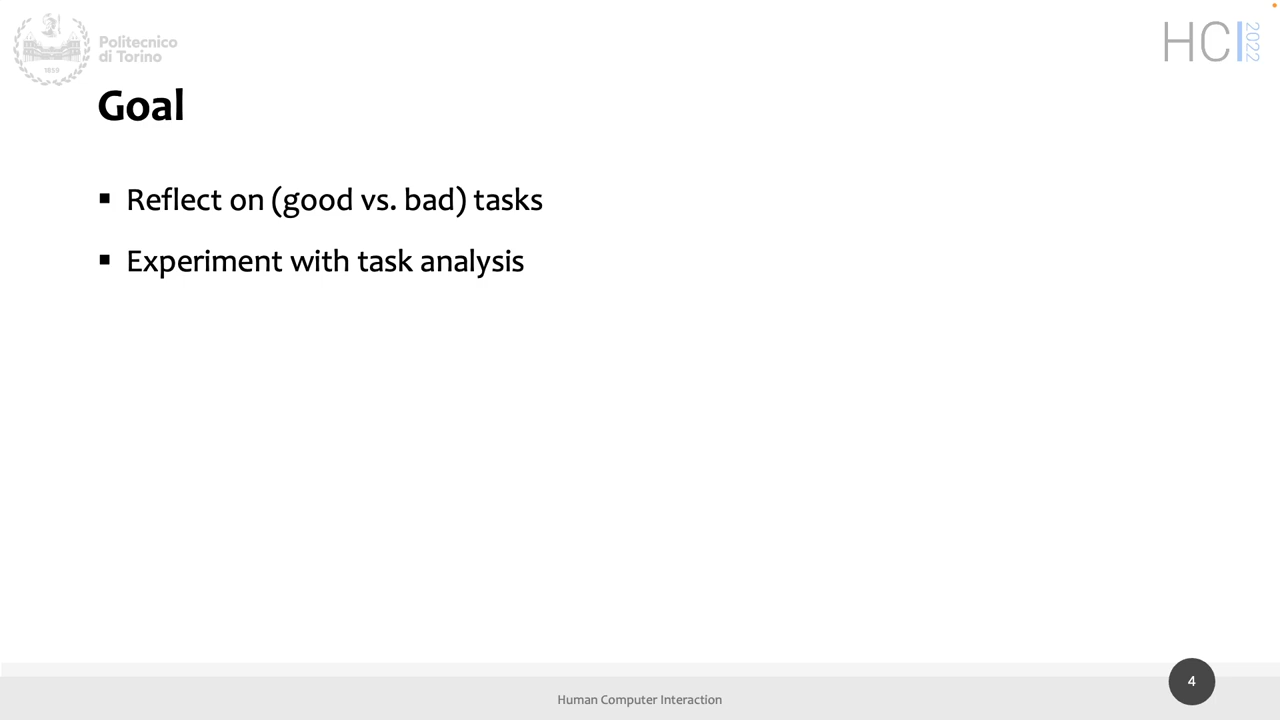 Politecnico
di Torino
1859
HCI 2022
Goal
▪ Reflect on (good vs. bad) tasks
▪ Experiment with task analysis
Human Computer Interaction
4